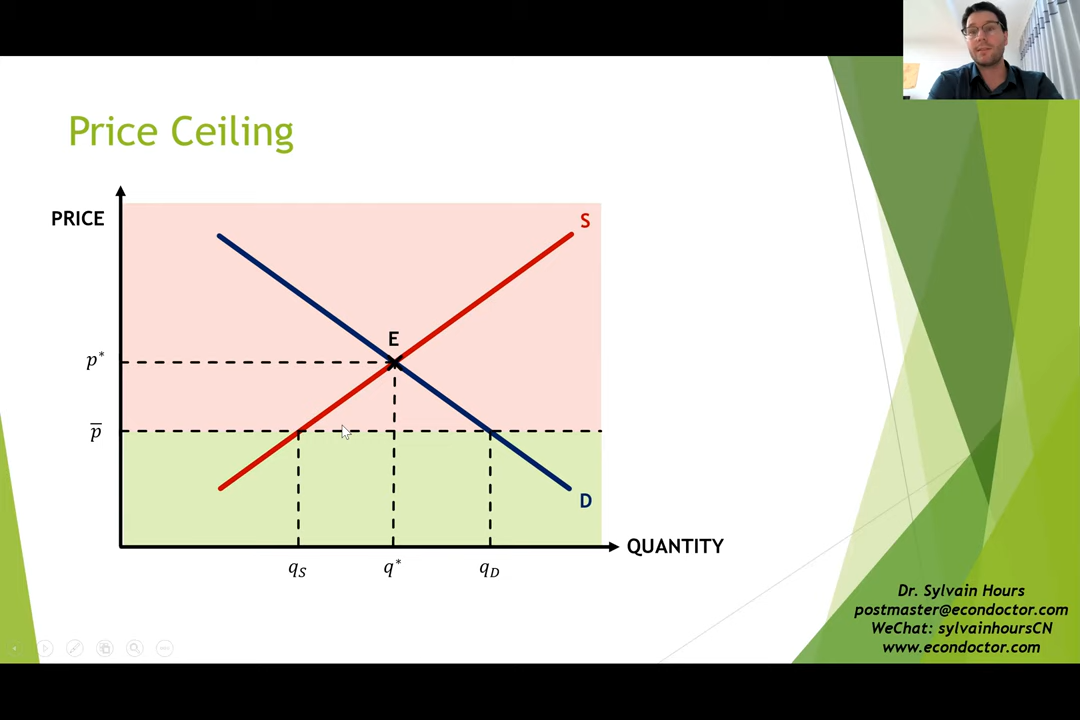 Price Ceiling
PRICE
S
E
p*
p̅
D
QUANTITY
qS
q*
qD
Dr. Sylvain Hours
postmaster@econdoctor.com
WeChat: sylvainhoursCN
www.econdoctor.com